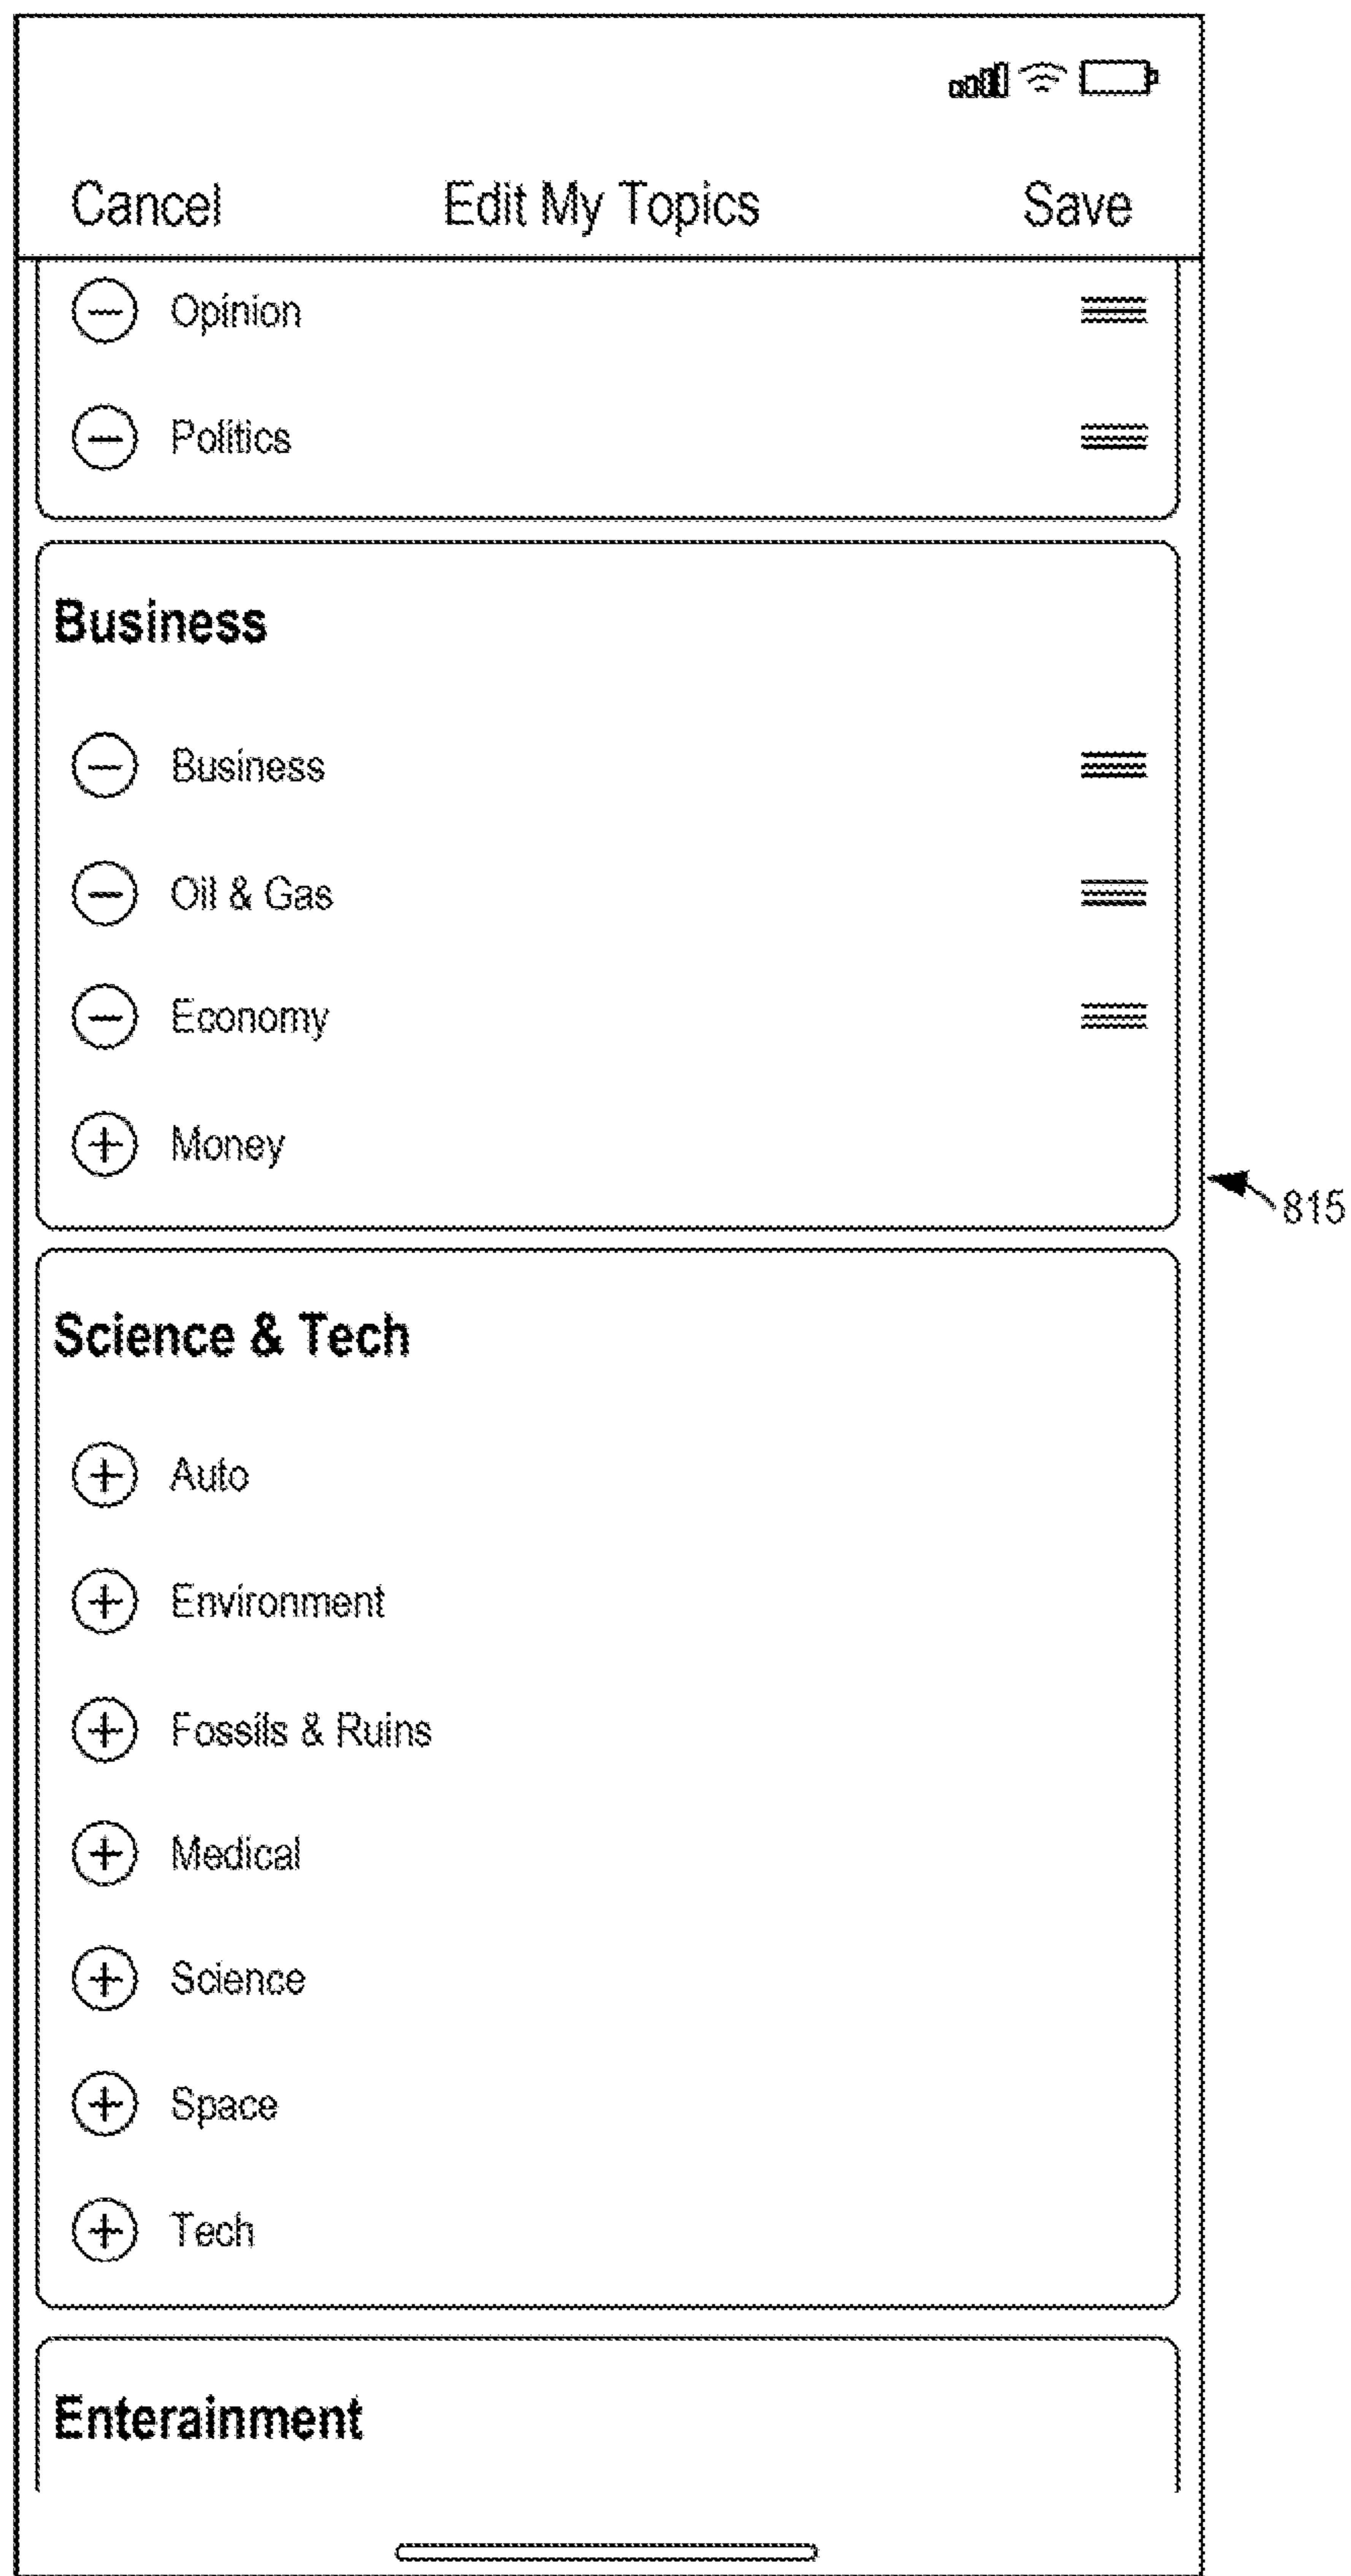 Cancel Edit My Topics Save
Opinion
Politics
Business
Business
Oil & Gas
Economy
Money
815
Science & Tech
Auto
Environment
Fossils & Ruins
Medical
Science
Space
Tech
Enterainment